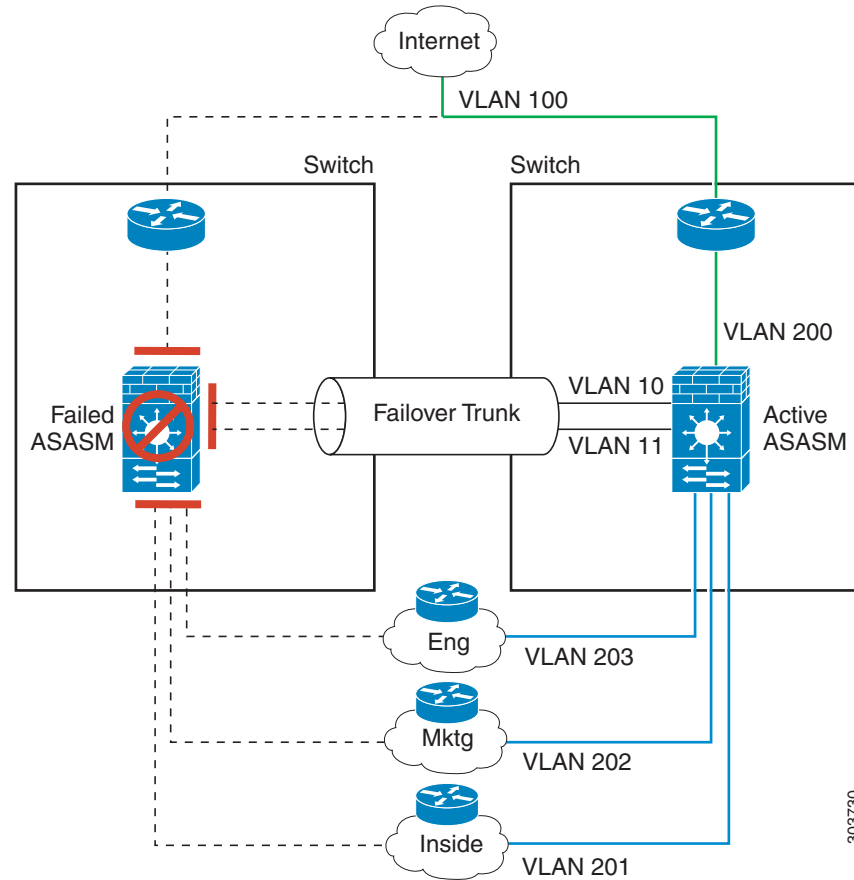 Internet
VLAN 100
Switch
Switch
VLAN 200
VLAN 10
Failed
ASASM
Failover Trunk
Active
ASASM
VLAN 11
Eng
VLAN 203
Mktg
VLAN 202
Inside
VLAN 201
303730